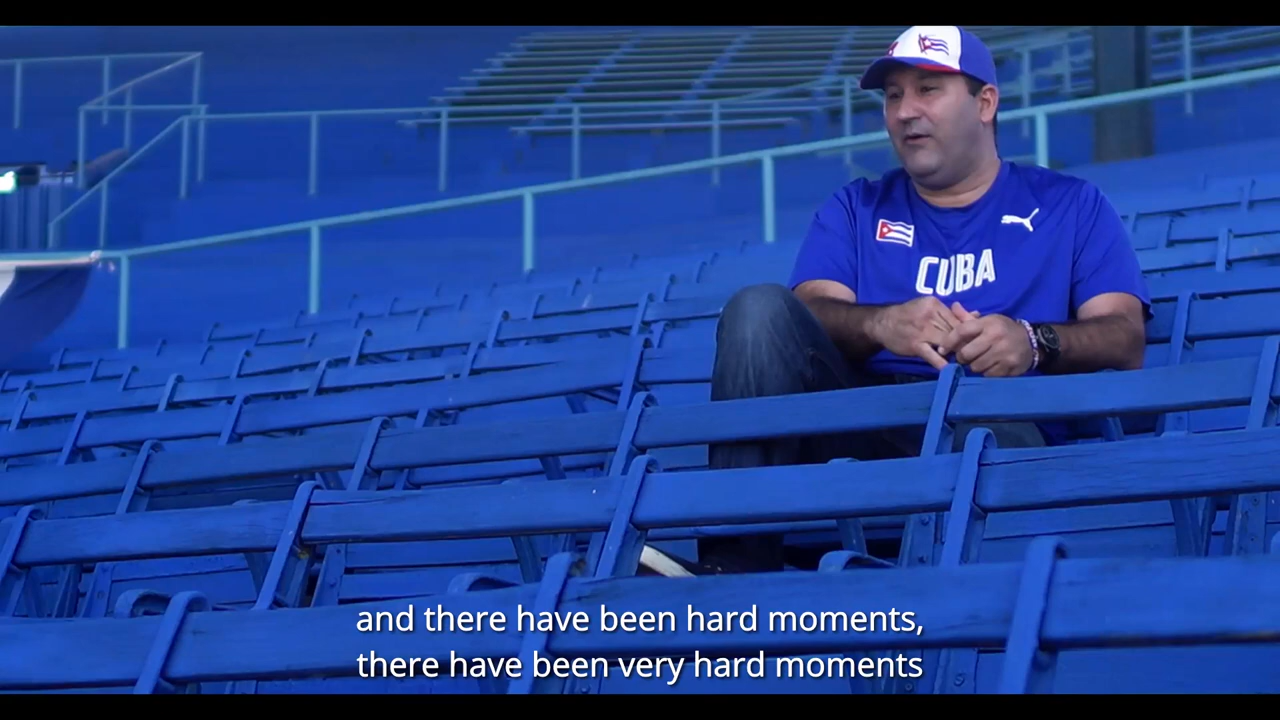 CUBA
and there have been hard moments,
there have been very hard moments